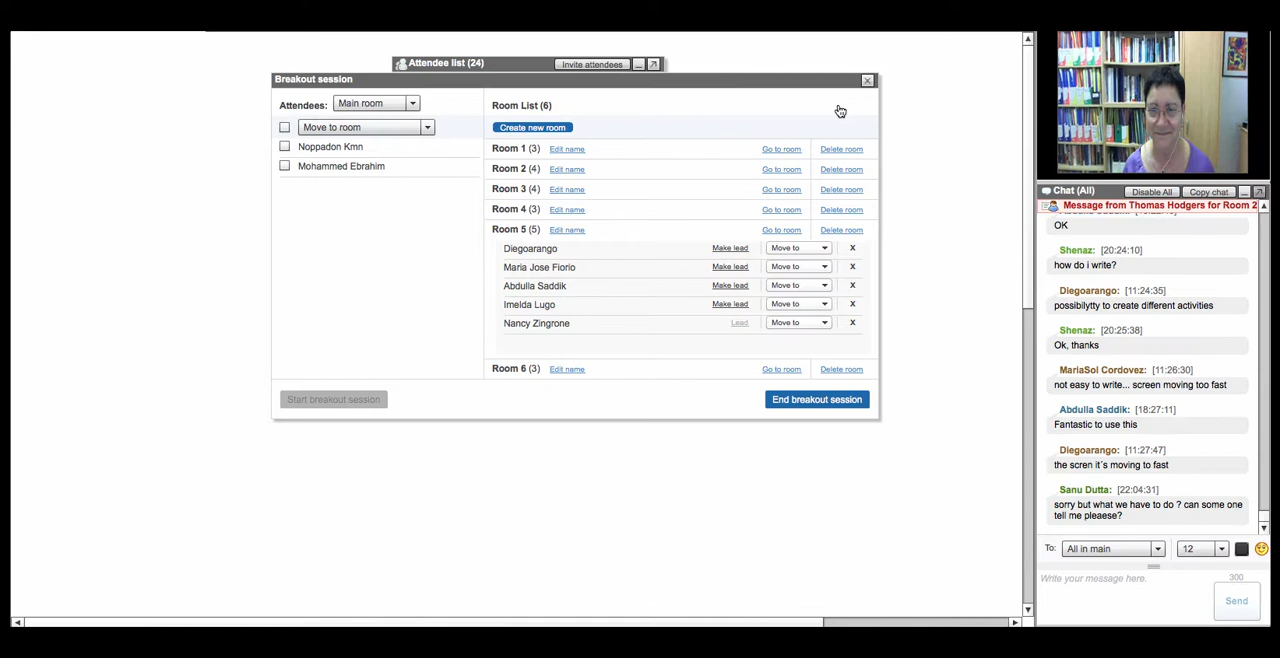 Attendee list (24)
Invite attendees
Breakout session
Attendees: Main room
Move to room
Noppadon Kmn
Mohammed Ebrahim
Room List (6)
Create new room
Room 1 (3) Edit name Go to room Delete room
Room 2 (4) Edit name Go to room Delete room
Room 3 (4) Edit name Go to room Delete room
Room 4 (3) Edit name Go to room Delete room
Room 5 (5) Edit name Go to room Delete room
Diegoarango Make lead Move to X
Maria Jose Fiorio Make lead Move to X
Abdulla Saddik Make lead Move to X
Imelda Lugo Make lead Move to X
Nancy Zingrone Lead Move to X
Room 6 (3) Edit name Go to room Delete room
Start breakout session
End breakout session
Chat (All) Disable All Copy chat
Message from Thomas Hodgers for Room 2
OK
Shenaz: [20:24:10]
how do i write?
Diegoarango: [11:24:35]
possibilytty to create different activities
Shenaz: [20:25:38]
Ok, thanks
MariaSol Cordovez: [11:26:30]
not easy to write... screen moving too fast
Abdulla Saddik: [18:27:11]
Fantastic to use this
Diegoarango: [11:27:47]
the scren it´s moving to fast
Sanu Dutta: [22:04:31]
sorry but what we have to do ? can some one
tell me pleaese?
To: All in main 12
Write your message here. 300
Send